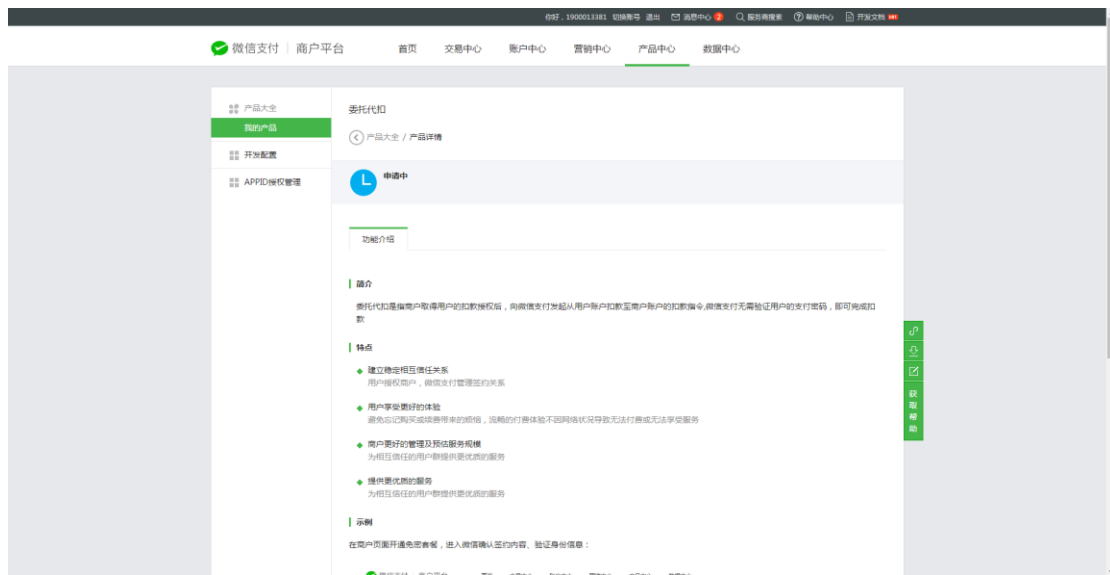 你好，1900013381 切换账号 退出 消息中心 2 服务商搜索 帮助中心 开发文档
微信支付 商户平台 首页 交易中心 账户中心 营销中心 产品中心 数据中心
产品大全
我的产品
开发配置
APPID授权管理
委托代扣
产品大全 / 产品详情
申请中
功能介绍
简介
委托代扣是指商户取得用户的扣款授权后，向微信支付发起从用户账户扣款至商户账户的扣款指令,微信支付无需验证用户的支付密码，即可完成扣
款
特点
建立稳定相互信任关系
用户授权商户，微信支付管理签约关系
用户享受更好的体验
避免忘记购买或续费带来的烦恼，流畅的付费体验不因网络状况导致无法付费或无法享受服务
商户更好的管理及预估服务规模
为相互信任的用户群提供更优质的服务
提供更优质的服务
为相互信任的用户群提供更优质的服务
示例
在商户页面开通免密套餐，进入微信确认签约内容、验证身份信息：
获
取
帮
助